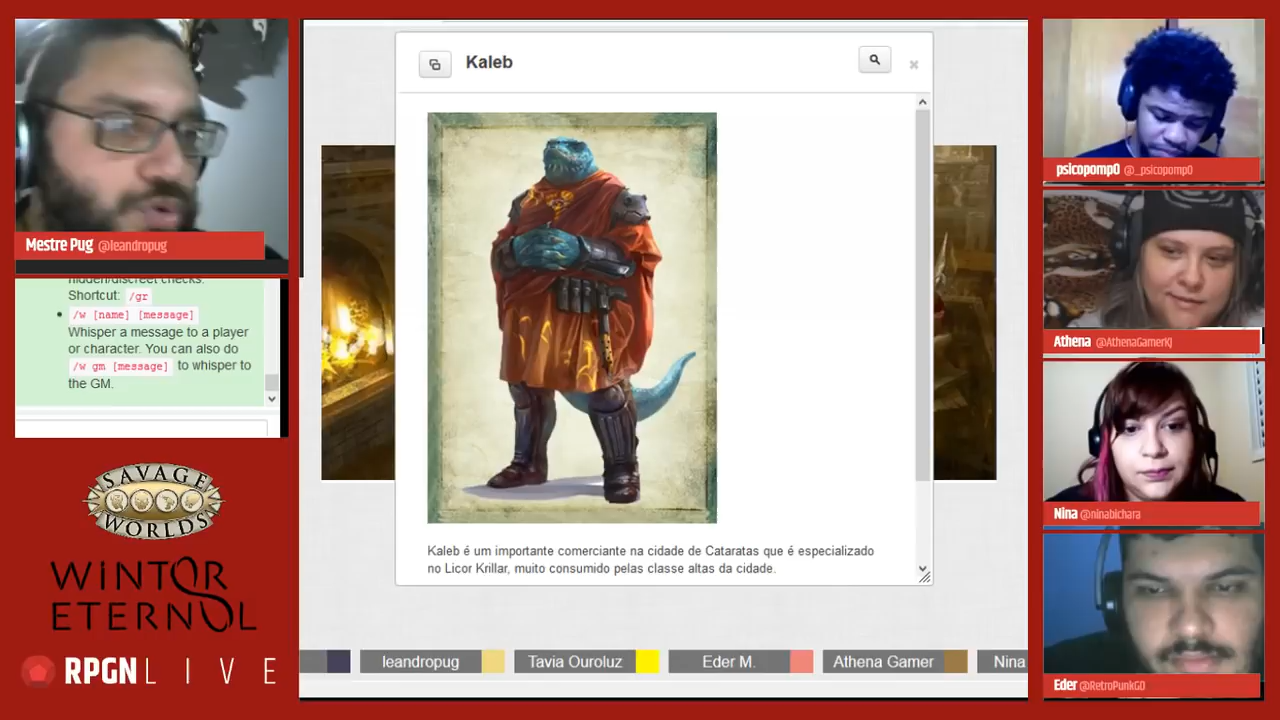 Mestre Pug @leandropug
hidden/discreet checks.
Shortcut: /gr
• /w [name] [message]
Whisper a message to a player
or character. You can also do
/w gm [message] to whisper to
the GM.
SAVAGE
WORLDS
WINTOR
ETERNOL
RPGN LIVE
Kaleb
Kaleb é um importante comerciante na cidade de Cataratas que é especializado
no Licor Krillar, muito consumido pelas classe altas da cidade.
leandropug
Tavia Ouroluz
Eder M.
Athena Gamer
Nina
psicopomp0 @_psicopomp0
Athena @AthenaGamerKJ
Nina @ninabichara
Eder @RetroPunkGO